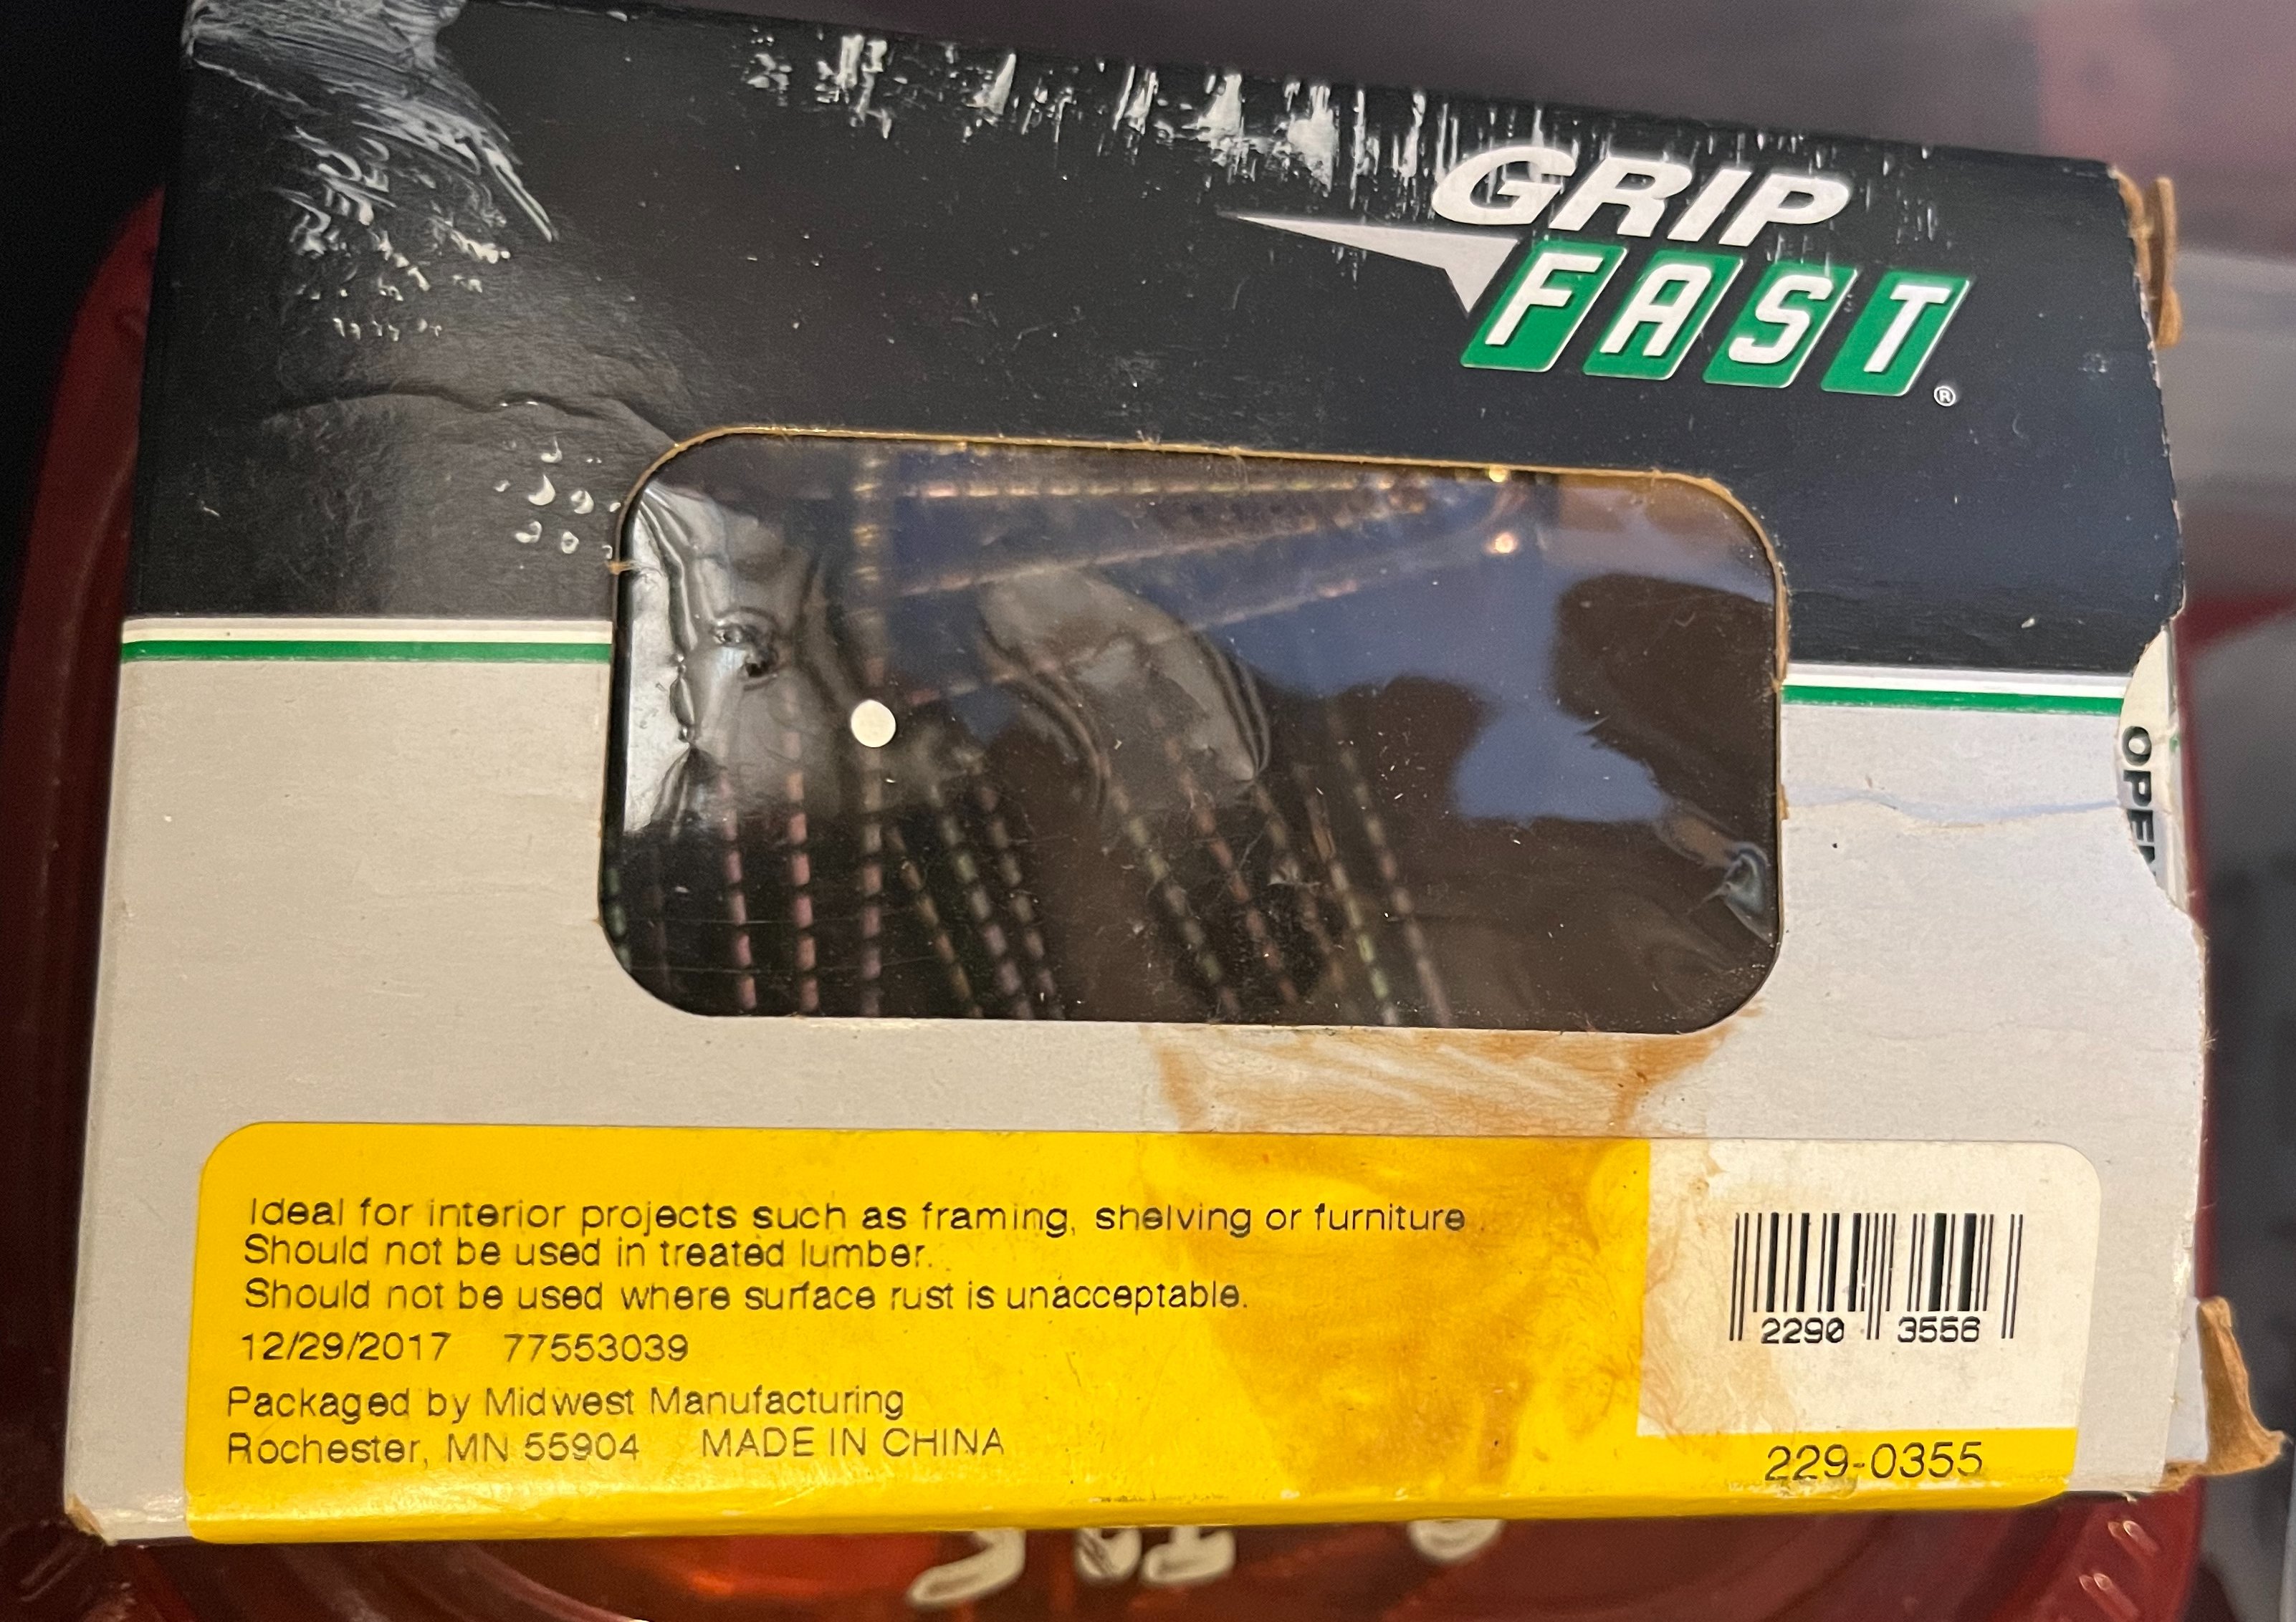 GRIP
FAST
®
OPEN
Ideal for interior projects such as framing, shelving or furniture.
Should not be used in treated lumber.
Should not be used where surface rust is unacceptable.
12/29/2017 77553039
Packaged by Midwest Manufacturing
Rochester, MN 55904 MADE IN CHINA
2290 3556
229-0355